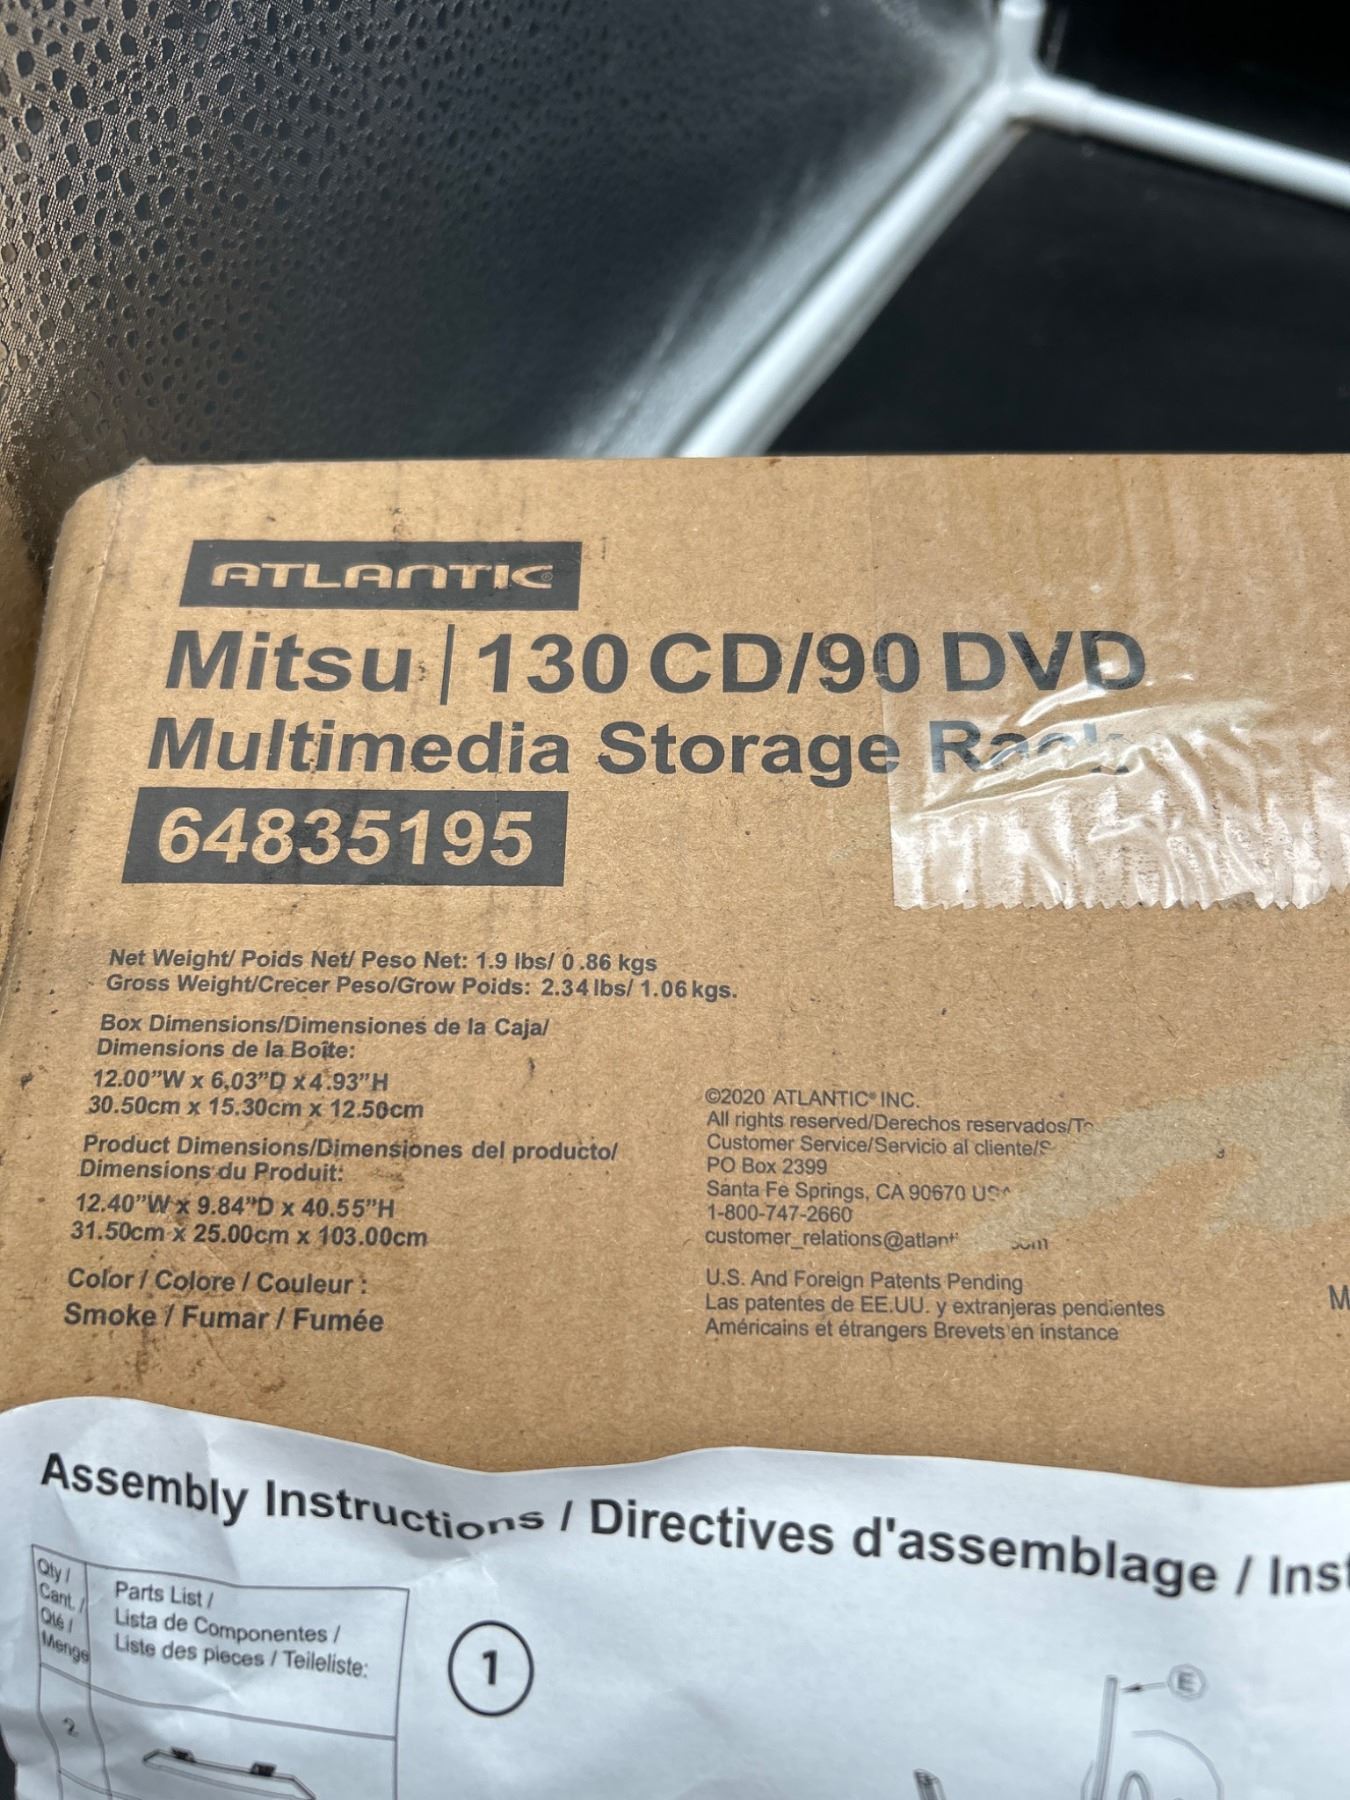 ATLANTIC®
Mitsu | 130 CD/90 DVD
Multimedia Storage Rack
64835195
Net Weight/ Poids Net/ Peso Net: 1.9 lbs/ 0.86 kgs
Gross Weight/Crecer Peso/Grow Poids: 2.34 lbs/ 1.06 kgs.
Box Dimensions/Dimensiones de la Caja/
Dimensions de la Boîte:
12.00”W x 6,03”D x 4.93”H
30.50cm x 15.30cm x 12.50cm
Product Dimensions/Dimensiones del producto/
Dimensions du Produit:
12.40”W x 9.84”D x 40.55”H
31.50cm x 25.00cm x 103.00cm
Color / Colore / Couleur :
Smoke / Fumar / Fumée
©2020 ATLANTIC® INC.
All rights reserved/Derechos reservados/
Customer Service/Servicio al cliente/
PO Box 2399
Santa Fe Springs, CA 90670 USA
1-800-747-2660
U.S. And Foreign Patents Pending
Las patentes de EE.UU. y extranjeras pendientes
Américains et étrangers Brevets en instance
M
Assembly Instructions / Directives d'assemblage / Inst
Qty /
Cant. /
Qté /
Menge
Parts List /
Lista de Componentes /
Liste des pieces / Teileliste:
2
1
E